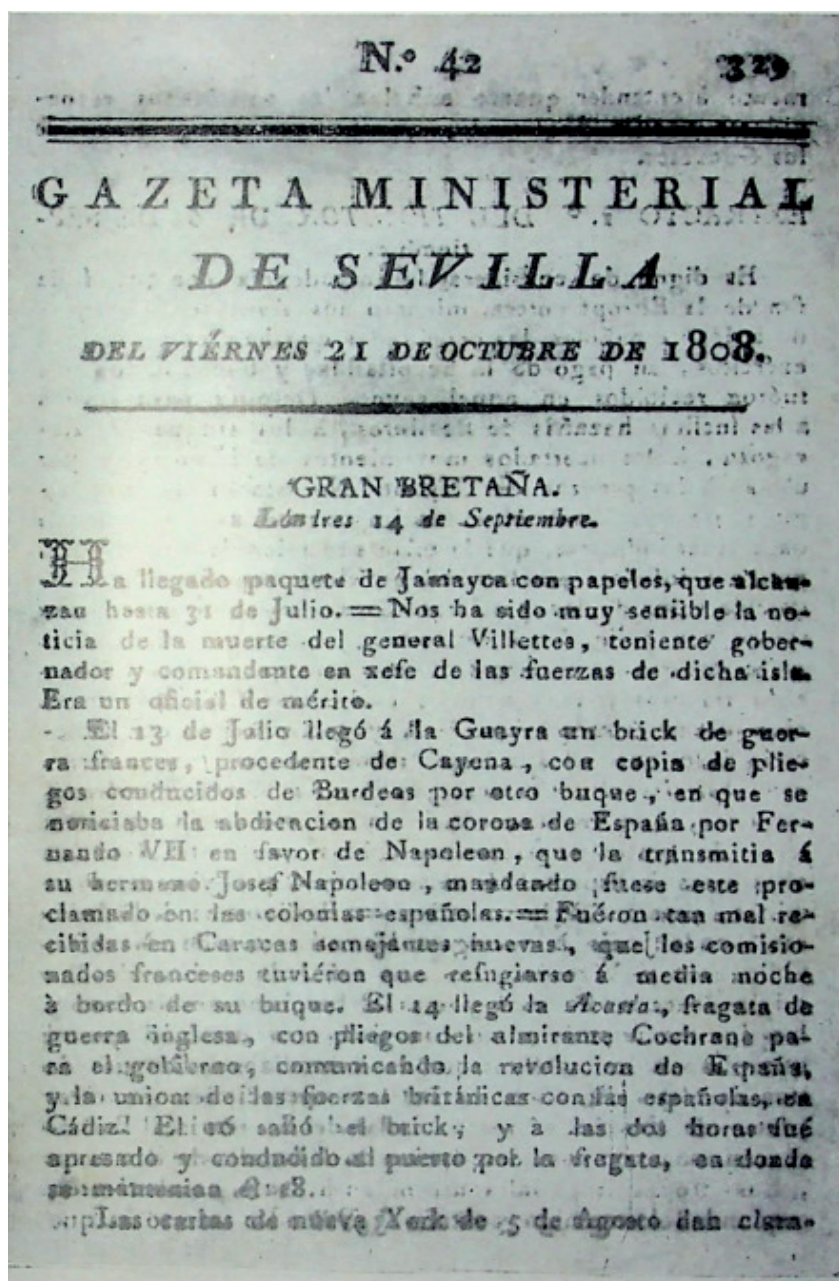 N.º 42 329
GAZETA MINISTERIAL
DE SEVILLA
DEL VIÉRNES 21 DE OCTUBRE DE 1808.
GRAN BRETAÑA.
Lóndres 14 de Septiembre.
Ha llegado paquete de Jamayca con papeles, que alcan-
zan hasta 31 de Julio. = Nos ha sido muy sensible la no-
ticia de la muerte del general Villettes, teniente gober-
nador y comandante en xefe de las fuerzas de dicha isla.
Era un oficial de mérito.
El 13 de Julio llegó á la Guayra un brick de guer-
ra frances, procedente de Cayena, con copia de plie-
gos conducidos de Burdeos por otro buque, en que se
noticiaba la abdicacion de la corona de España por Fer-
nando VII en favor de Napoleon, que la transmitia á
su hermano Josef Napoleon, mandando fuese este pro-
clamado en las colonias españolas. = Fuéron tan mal re-
cibidas en Caracas semejantes nuevas, que los comisio-
nados franceses tuviéron que refugiarse á media noche
à bordo de su buque. El 14 llegó la Acasta, fragata de
guerra inglesa, con pliegos del almirante Cochrane pa-
ra el gobierno, comunicando la revolucion de España,
y la union de las fuerzas británicas con las españolas, en
Cádiz. El salió el brick, y a las dos horas fué
apresado y conducido al puerto por la fragata, en donde
18.
Las cartas de nueva York de 5 de Agosto dan clara-